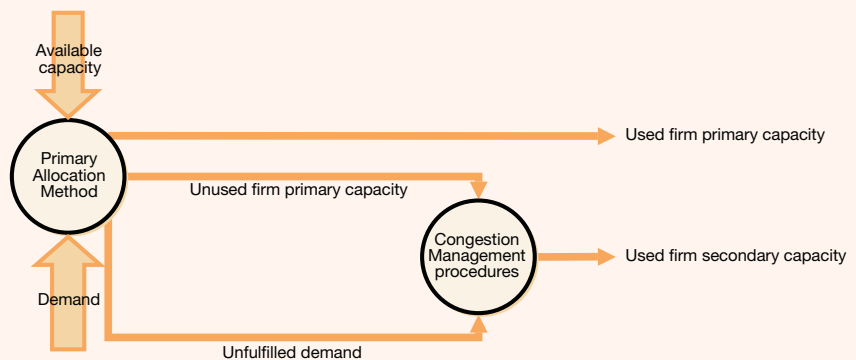 Available
capacity
Used firm primary capacity
Primary
Allocation
Method
Unused firm primary capacity
Congestion
Management
procedures
Used firm secondary capacity
Demand
Unfulfilled demand